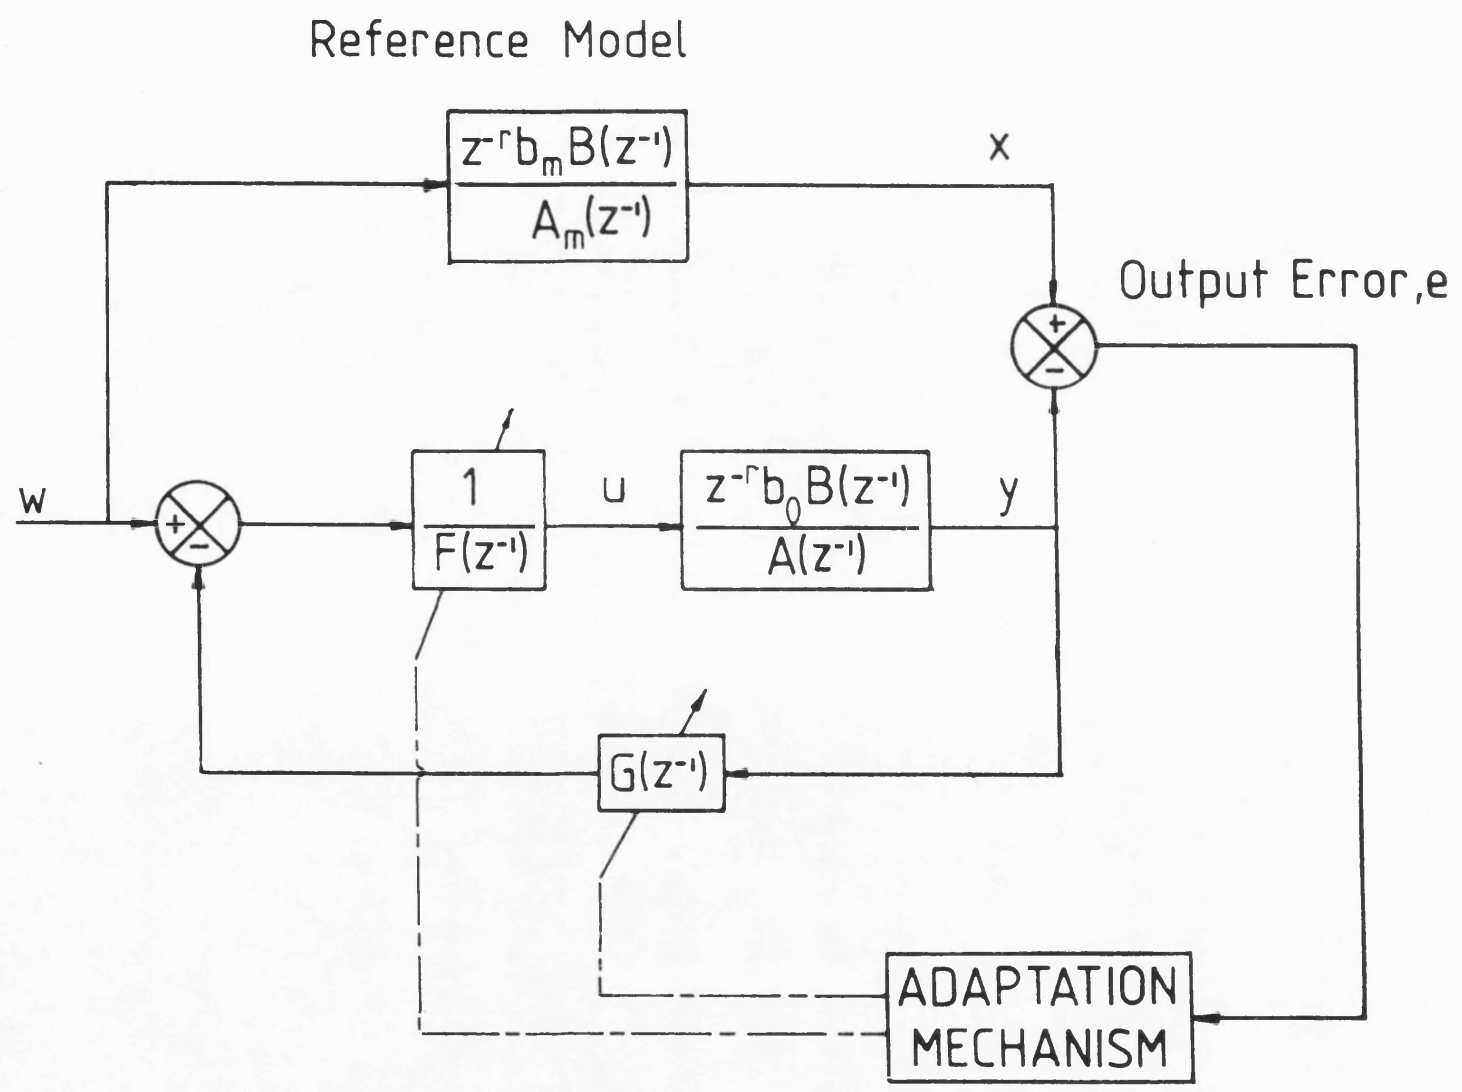 Reference Model
z⁻ʳbₘB(z⁻¹)
Aₘ(z⁻¹)
x
Output Error,e
+
−
w
+
−
1
F(z⁻¹)
u
z⁻ʳb₀B(z⁻¹)
A(z⁻¹)
y
G(z⁻¹)
ADAPTATION
MECHANISM